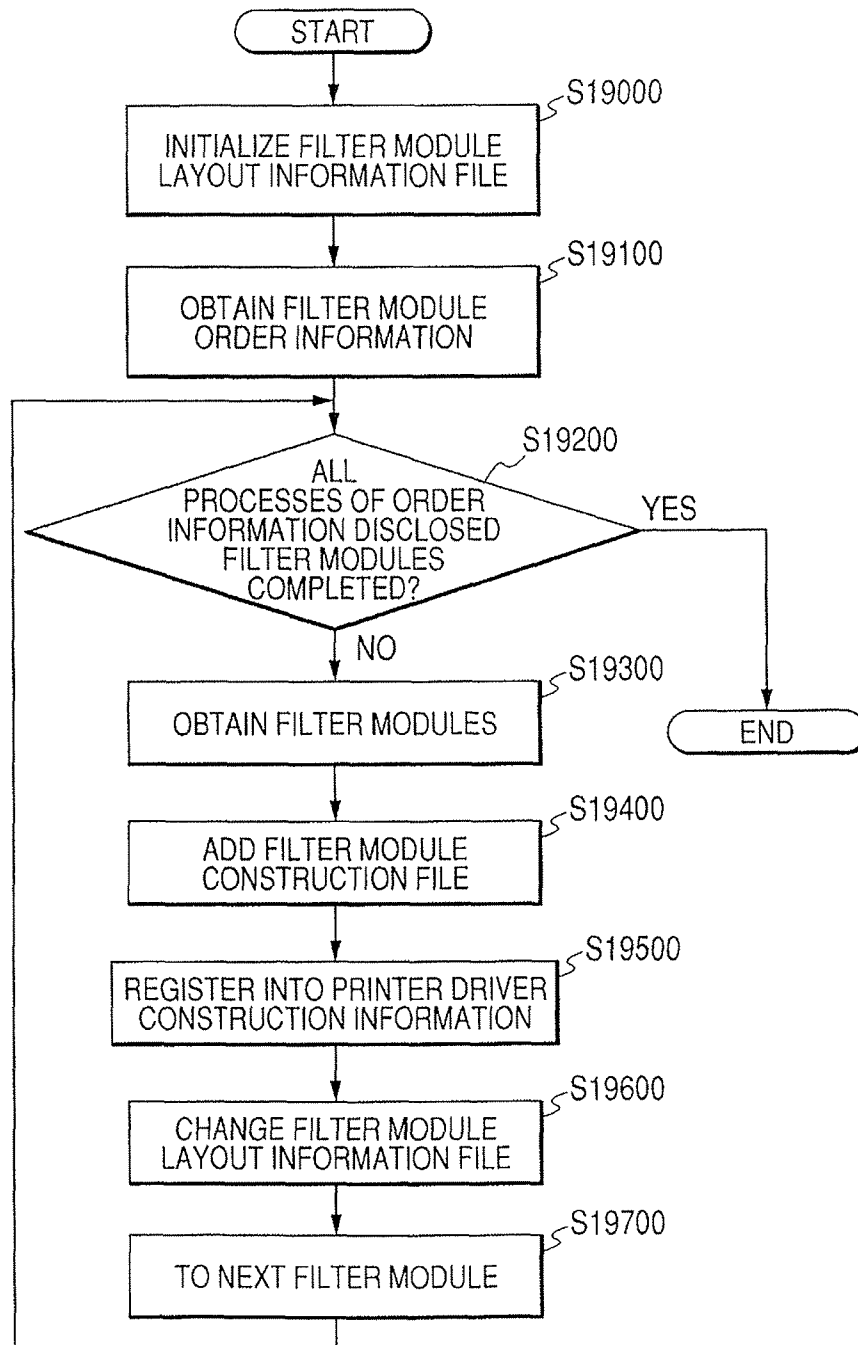 START
S19000
INITIALIZE FILTER MODULE
LAYOUT INFORMATION FILE
S19100
OBTAIN FILTER MODULE
ORDER INFORMATION
S19200
ALL
PROCESSES OF ORDER
INFORMATION DISCLOSED
FILTER MODULES
COMPLETED?
YES
NO
S19300
OBTAIN FILTER MODULES
END
S19400
ADD FILTER MODULE
CONSTRUCTION FILE
S19500
REGISTER INTO PRINTER DRIVER
CONSTRUCTION INFORMATION
S19600
CHANGE FILTER MODULE
LAYOUT INFORMATION FILE
S19700
TO NEXT FILTER MODULE